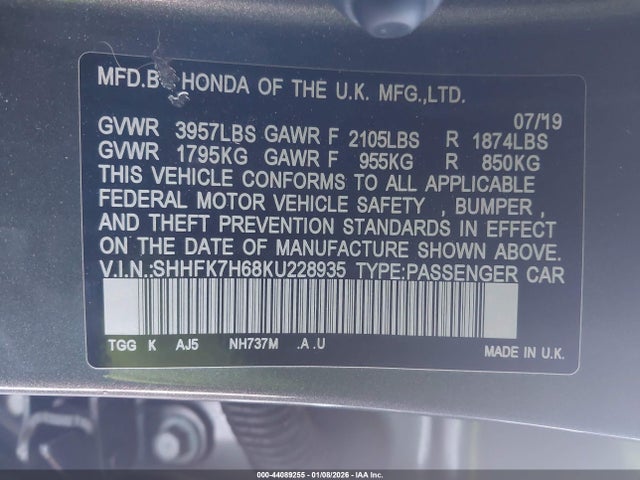 MFD.B HONDA OF THE U.K. MFG.,LTD.
07/19
GVWR 3957LBS GAWR F 2105LBS R 1874LBS
GVWR 1795KG GAWR F 955KG R 850KG
THIS VEHICLE CONFORMS TO ALL APPLICABLE
FEDERAL MOTOR VEHICLE SAFETY , BUMPER ,
AND THEFT PREVENTION STANDARDS IN EFFECT
ON THE DATE OF MANUFACTURE SHOWN ABOVE.
V.I.N.:SHHFK7H68KU228935 TYPE:PASSENGER CAR
TGG K AJ5 NH737M .A .U
MADE IN U.K.
000-44089255 - 01/08/2026 - IAA Inc.